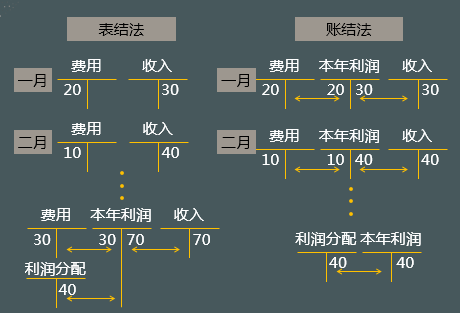 表结法 账结法
一月 费用 收入 一月 费用 本年利润 收入
20 30 20 20 30 30
二月 费用 收入 二月 费用 本年利润 收入
10 40 10 10 40 40
费用 本年利润 收入
30 30 70 70
利润分配 本年利润
40 40
利润分配
40